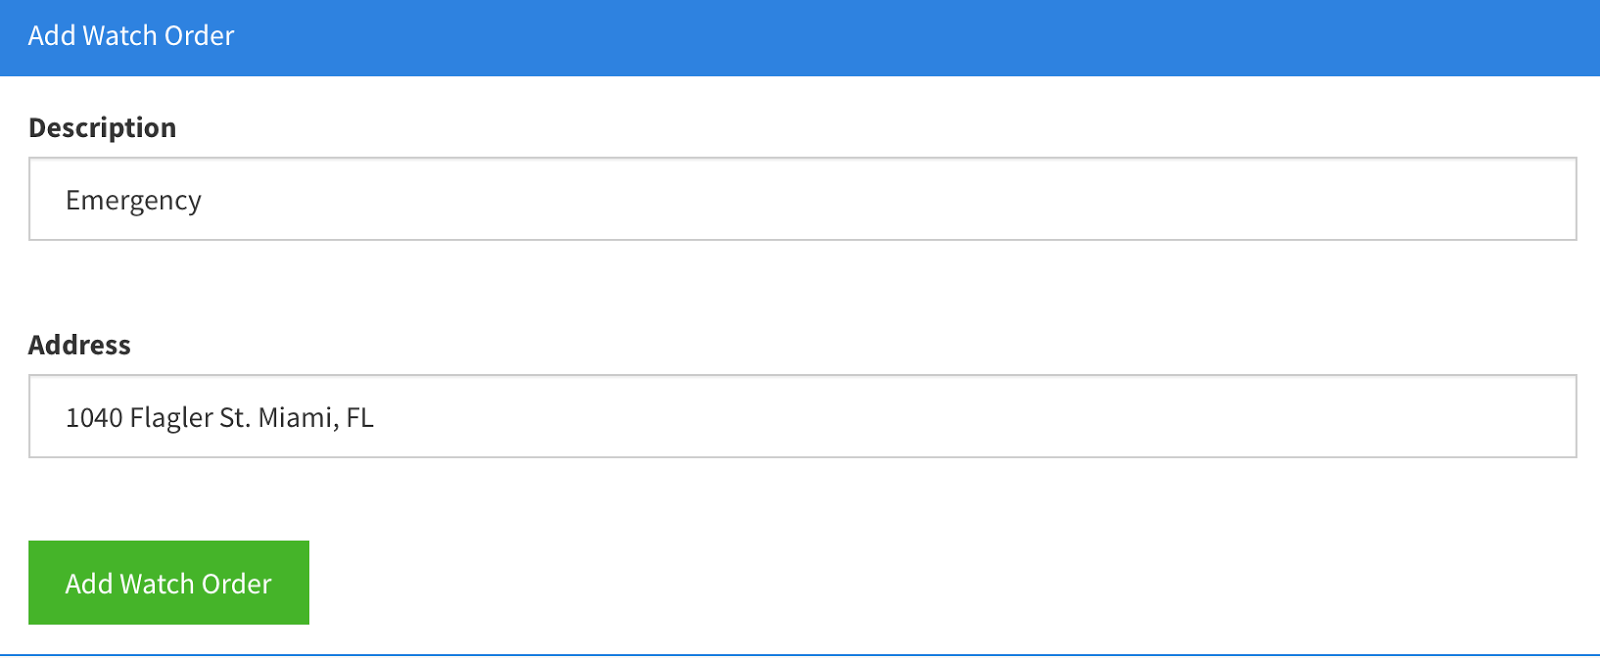 Add Watch Order
Description
Emergency
Address
1040 Flagler St. Miami, FL
Add Watch Order